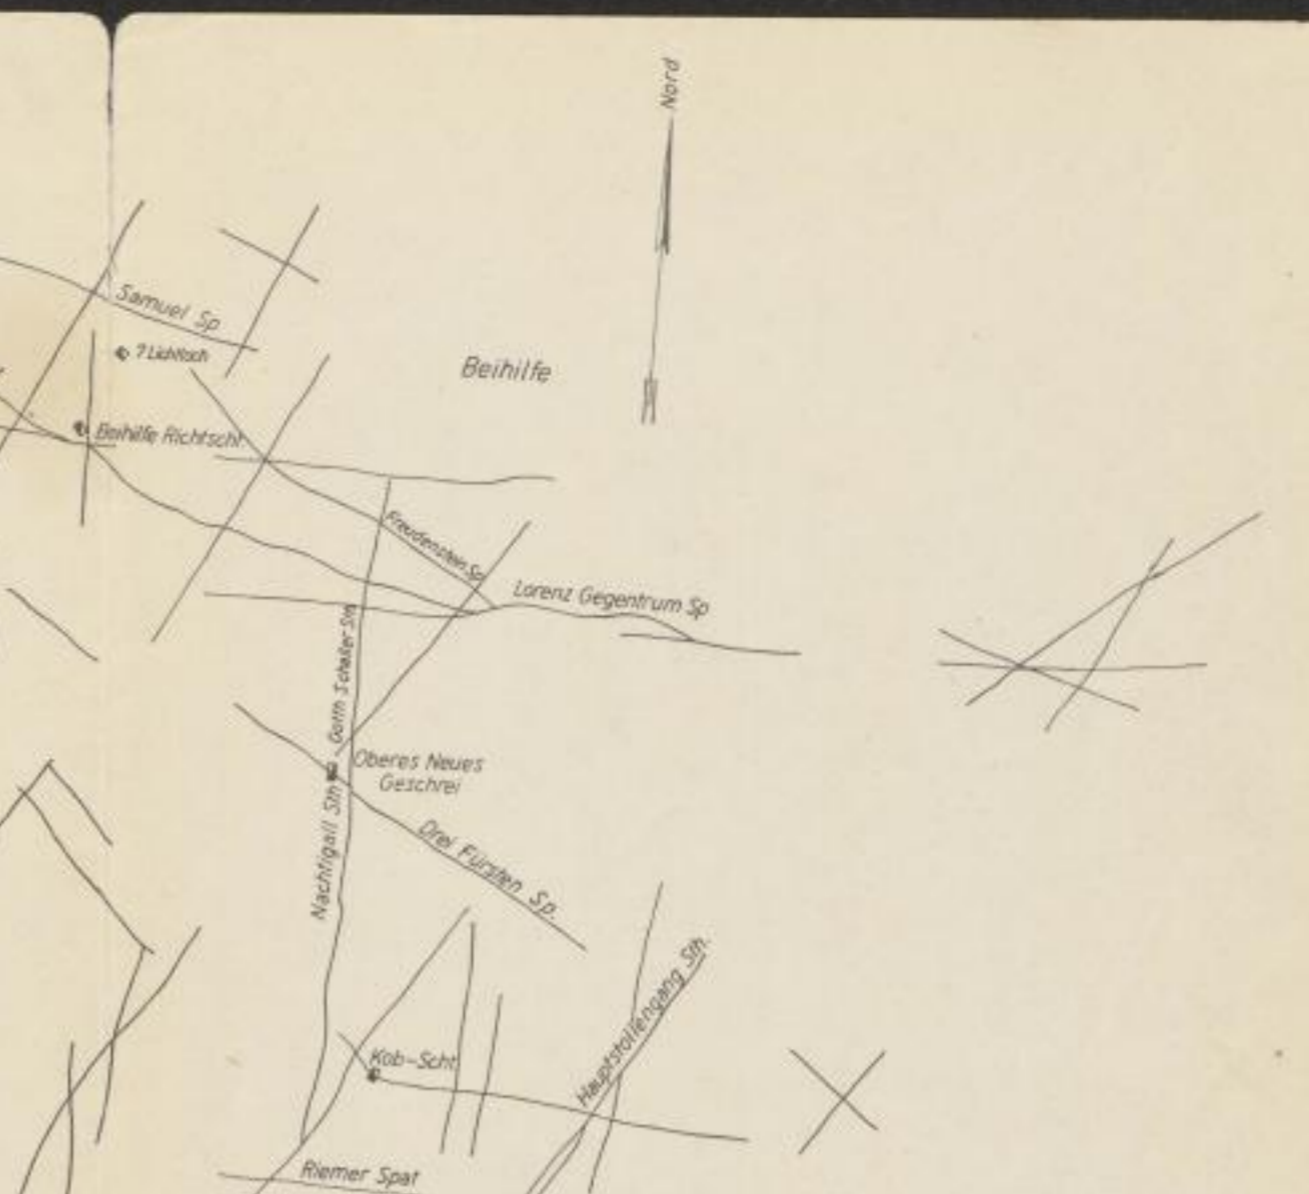 Nord
Samuel Sp
7 Lichtloch
Beihilfe
Beihilfe Richtscht
Freudenstein Sp
Lorenz Gegentrum Sp
Gotth Schaller Sth
Oberes Neues
Geschrei
Nachtigall Sth
Drei Fürsten Sp.
Hauptstollengang Sth.
Kob-Scht
Riemer Spat